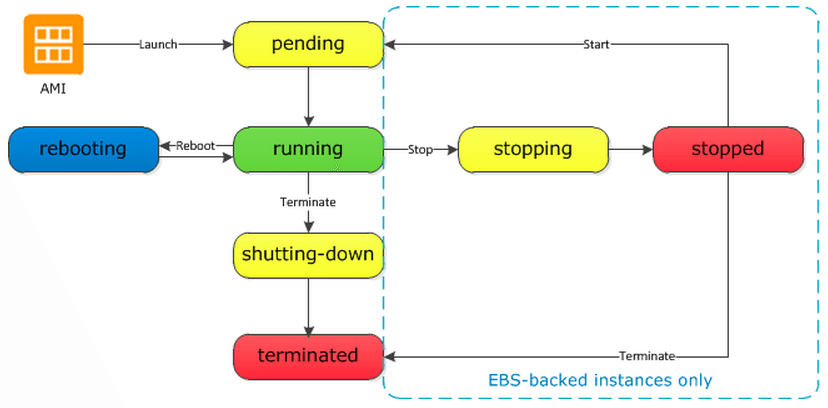 Launch
pending
Start
AMI
rebooting
Reboot
running
Stop
stopping
stopped
Terminate
shutting-down
terminated
Terminate
EBS-backed instances only